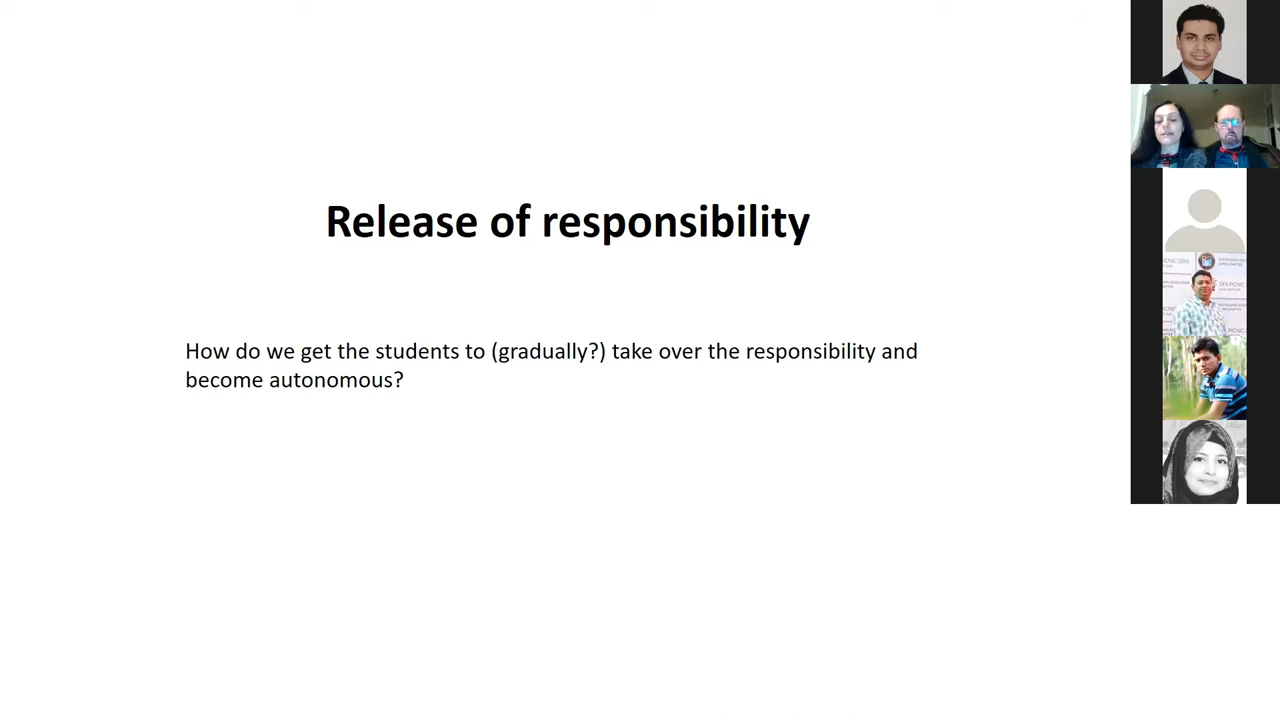 Release of responsibility
How do we get the students to (gradually?) take over the responsibility and
become autonomous?